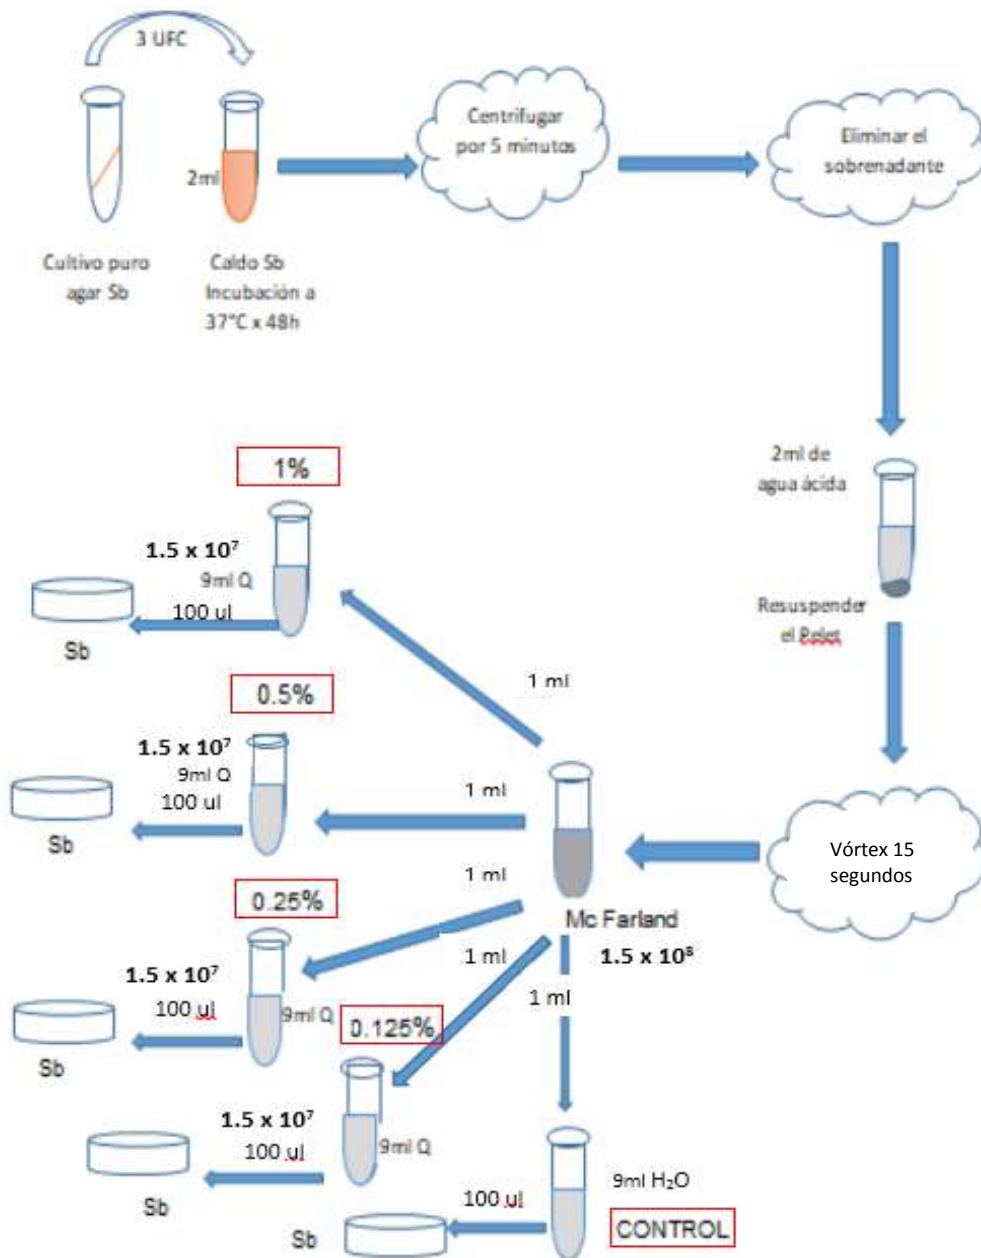 3 UFC
2ml
Cultivo puro
agar Sb
Caldo Sb
Incubación a
37°C x 48h
Centrifugar
por 5 minutos
Eliminar el
sobrenadante
2ml de
agua ácida
Resuspender
el Pelet
Vórtex 15
segundos
Mc Farland
1.5 x 10⁸
1 ml
1%
1.5 x 10⁷
9ml Q
100 ul
Sb
1 ml
0.5%
1.5 x 10⁷
9ml Q
100 ul
Sb
1 ml
0.25%
1.5 x 10⁷
100 ul
9ml Q
Sb
1 ml
0.125%
1.5 x 10⁷
100 ul
9ml Q
Sb
1 ml
9ml H₂O
100 ul
CONTROL
Sb